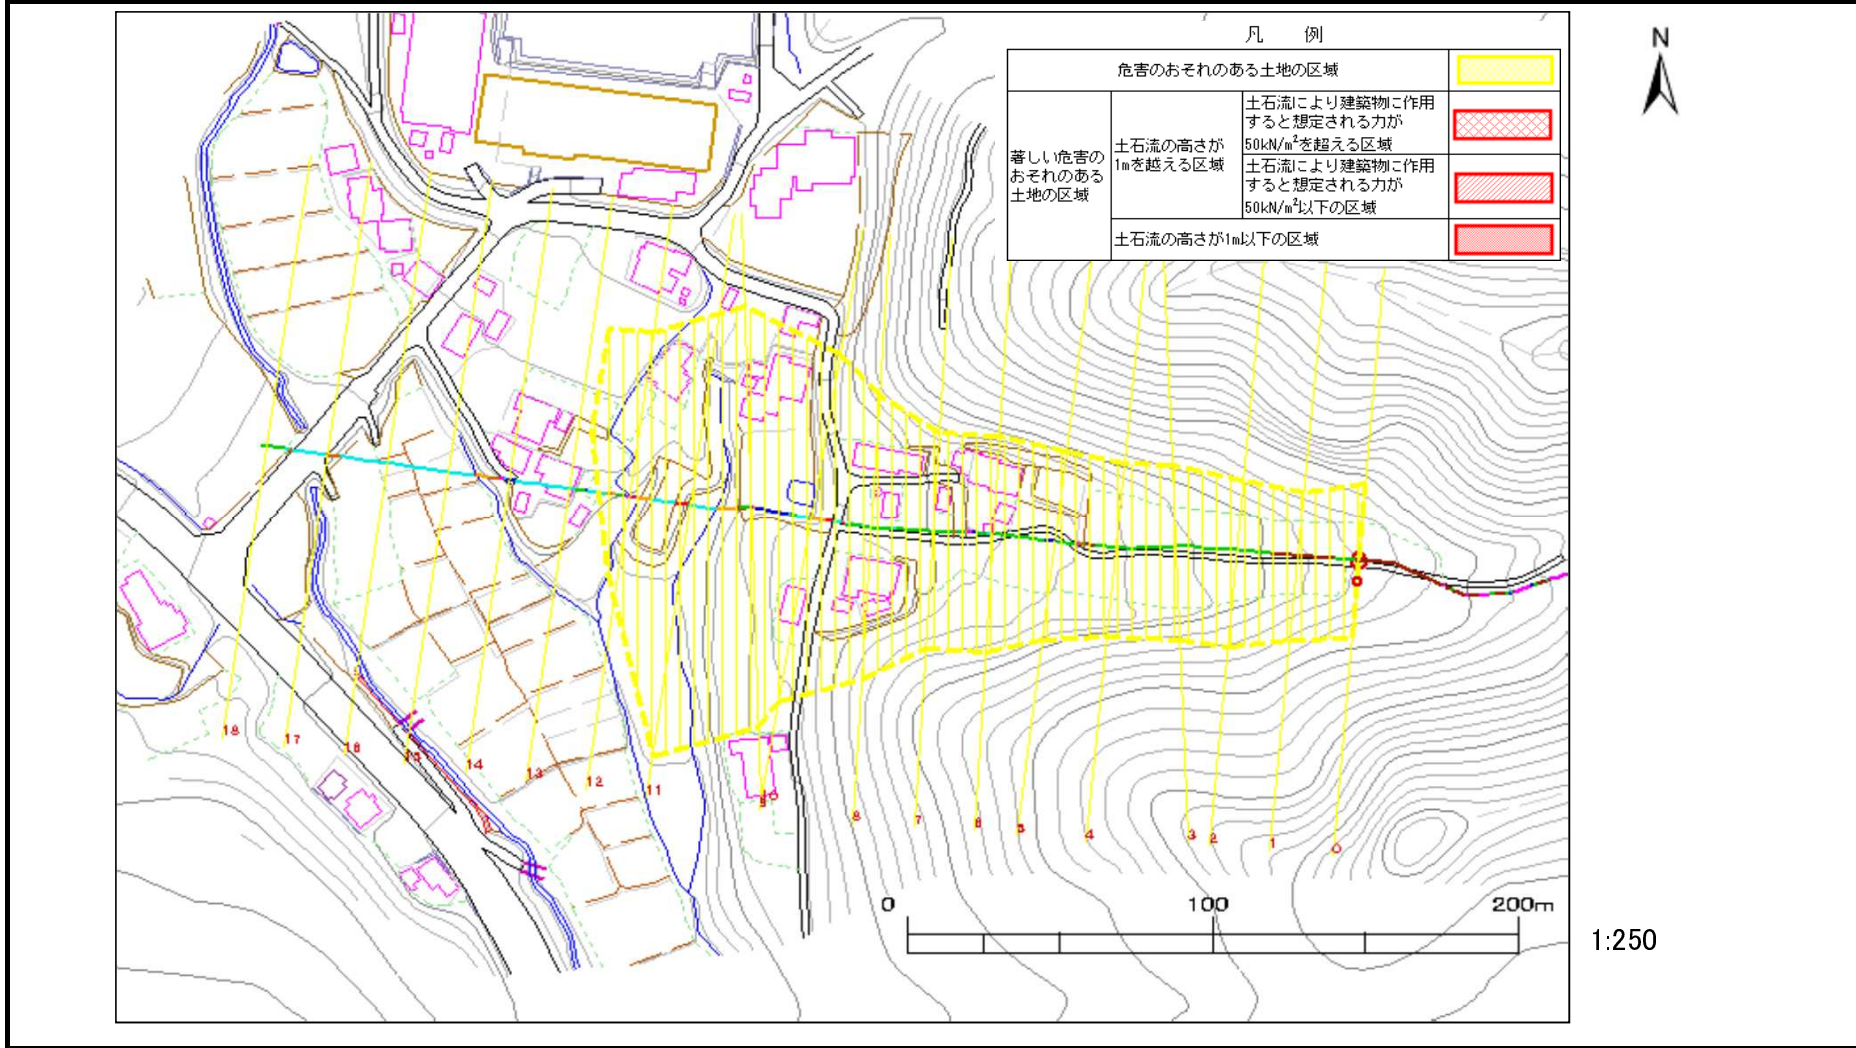 凡 例
N
危害のおそれのある土地の区域
著しい危害の
おそれのある
土地の区域
土石流の高さが
1mを越える区域
土石流により建築物に作用
すると想定される力が
50kN/m²を超える区域
土石流により建築物に作用
すると想定される力が
50kN/m²以下の区域
土石流の高さが1m以下の区域
18
17
16
15
14
13
12
11
10
9
8
7
6
5
4
3
2
1
0
0 100 200m
1:250